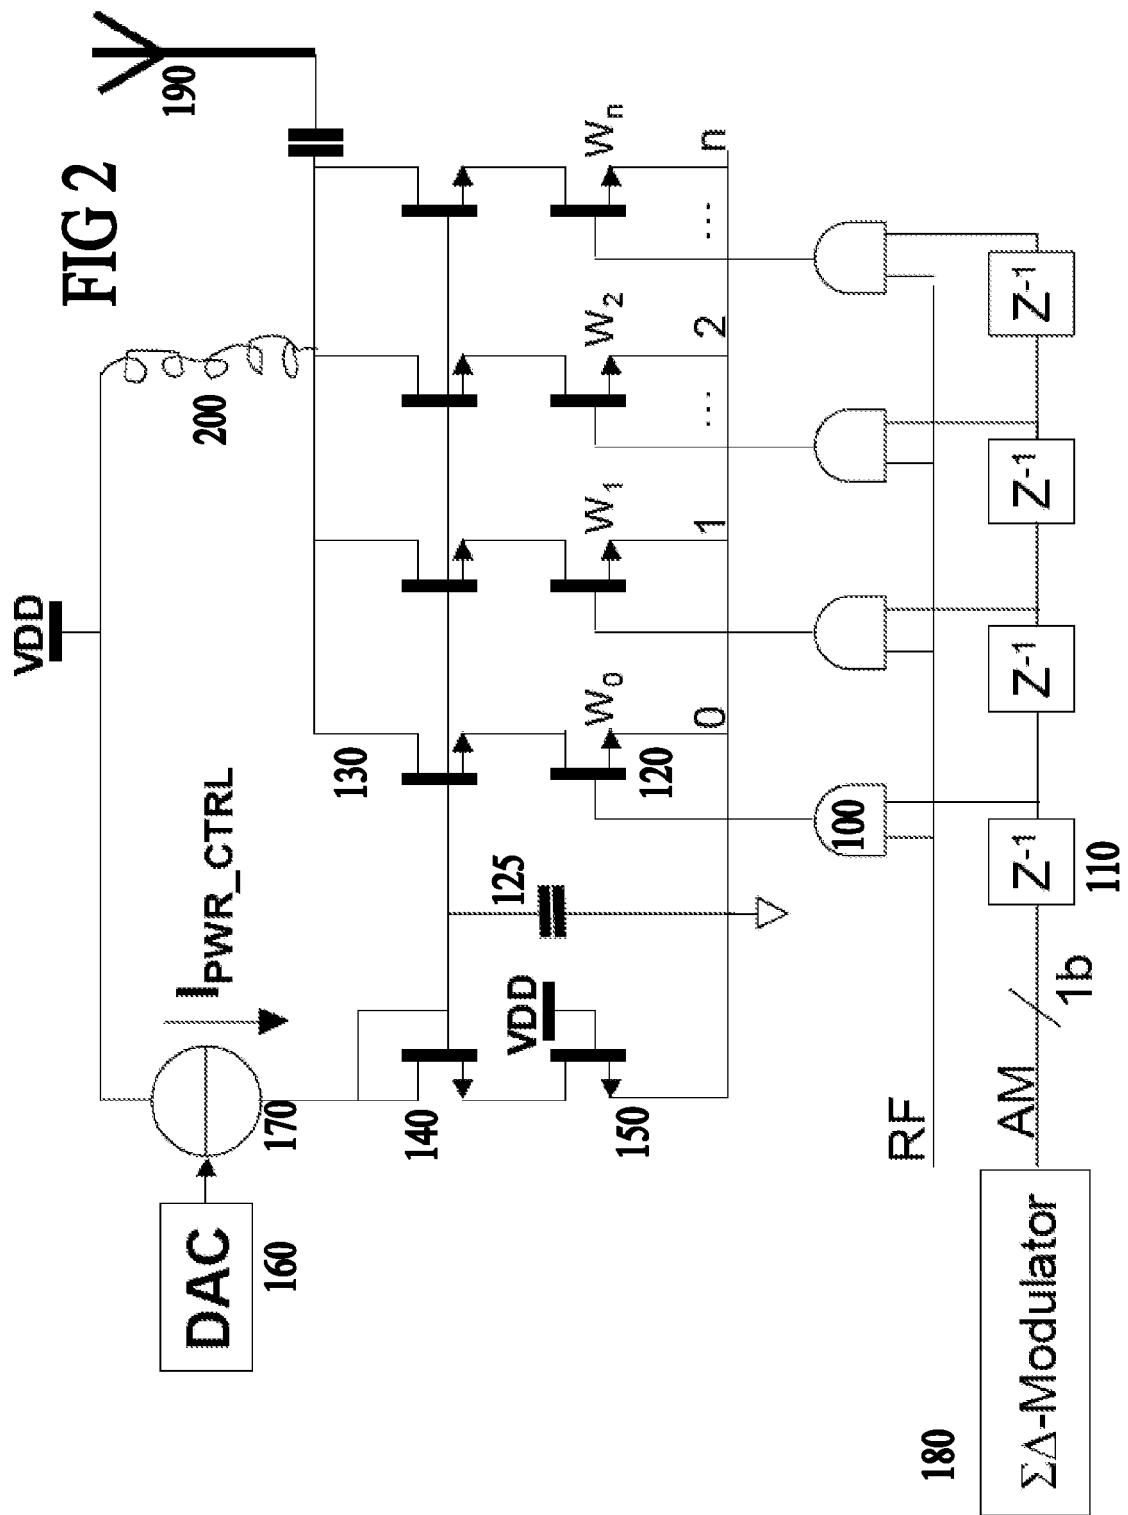 FIG 2
VDD
I_PWR_CTRL
DAC
160
170
200
190
130
140
125
VDD
150
120
W₀
W₁
W₂
Wₙ
0
1
2
n
...
...
100
RF
AM
1b
110
Z⁻¹
Z⁻¹
Z⁻¹
Z⁻¹
180
ΣΔ-Modulator